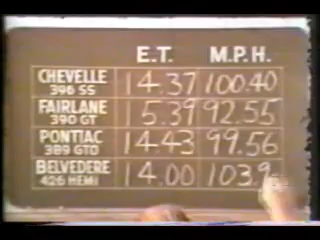 E.T. M.P.H.
CHEVELLE 14.37 100.40
396 SS
FAIRLANE 15.39 92.55
390 GT
PONTIAC 14.43 99.56
389 GTO
BELVEDERE 14.00 103.9
426 HEMI